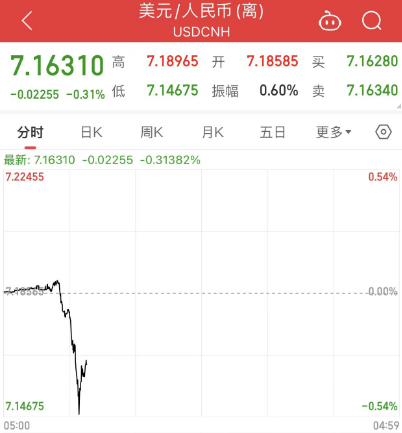 美元/人民币(离)
USDCNH
7.16310 高 7.18965 开 7.18585 买 7.16280
-0.02255 -0.31% 低 7.14675 振幅 0.60% 卖 7.16340
分时 日K 周K 月K 五日 更多
最新: 7.16310 -0.02255 -0.31382%
7.22455 0.54%
7.18565 0.00%
7.14675 -0.54%
05:00 04:59